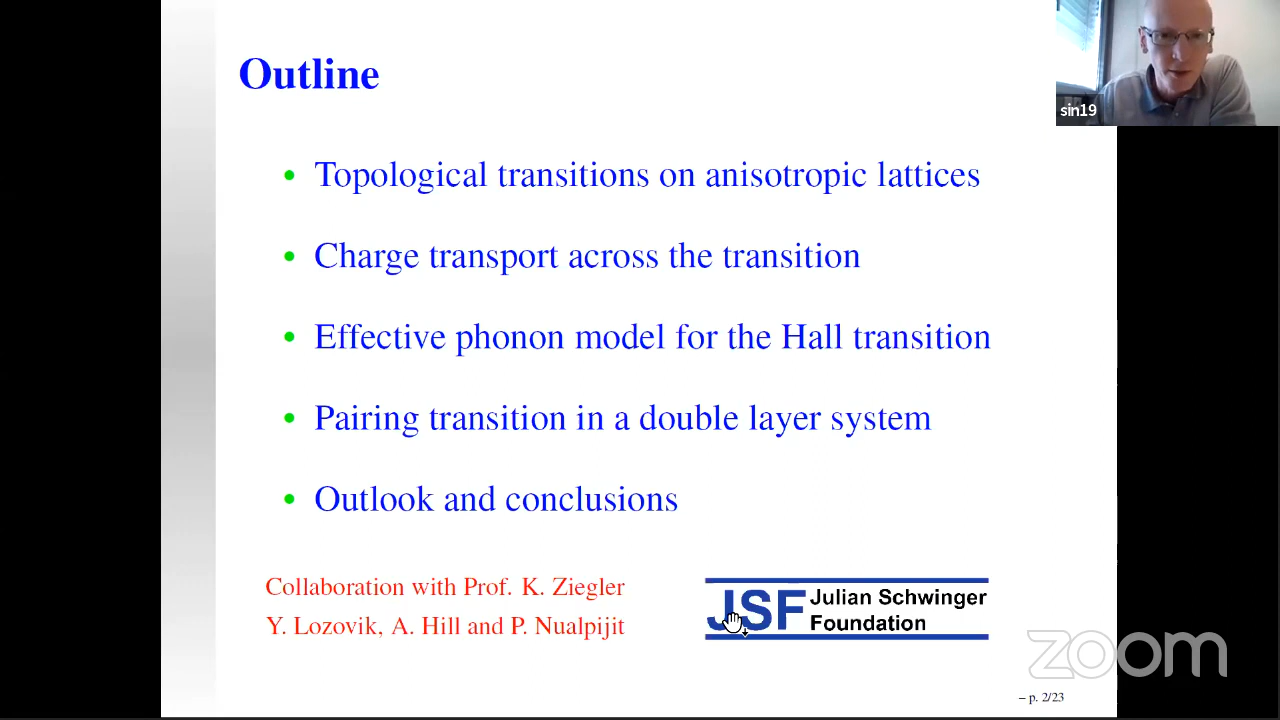 Outline
sin19
• Topological transitions on anisotropic lattices
• Charge transport across the transition
• Effective phonon model for the Hall transition
• Pairing transition in a double layer system
• Outlook and conclusions
Collaboration with Prof. K. Ziegler
Y. Lozovik, A. Hill and P. Nualpijit
JSF Julian Schwinger
Foundation
zoom
– p. 2/23